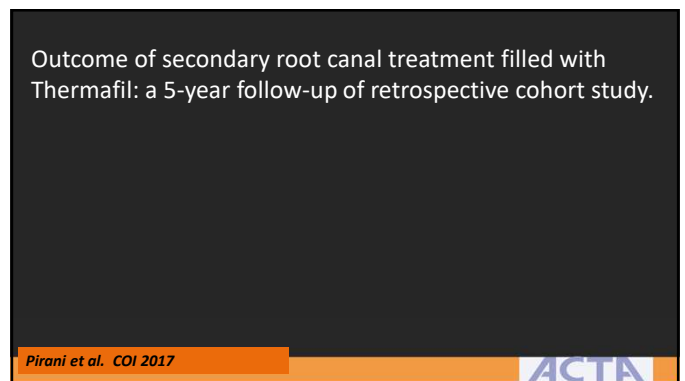 Outcome of secondary root canal treatment filled with
Thermafil: a 5-year follow-up of retrospective cohort study.
Pirani et al. COI 2017
ACTA